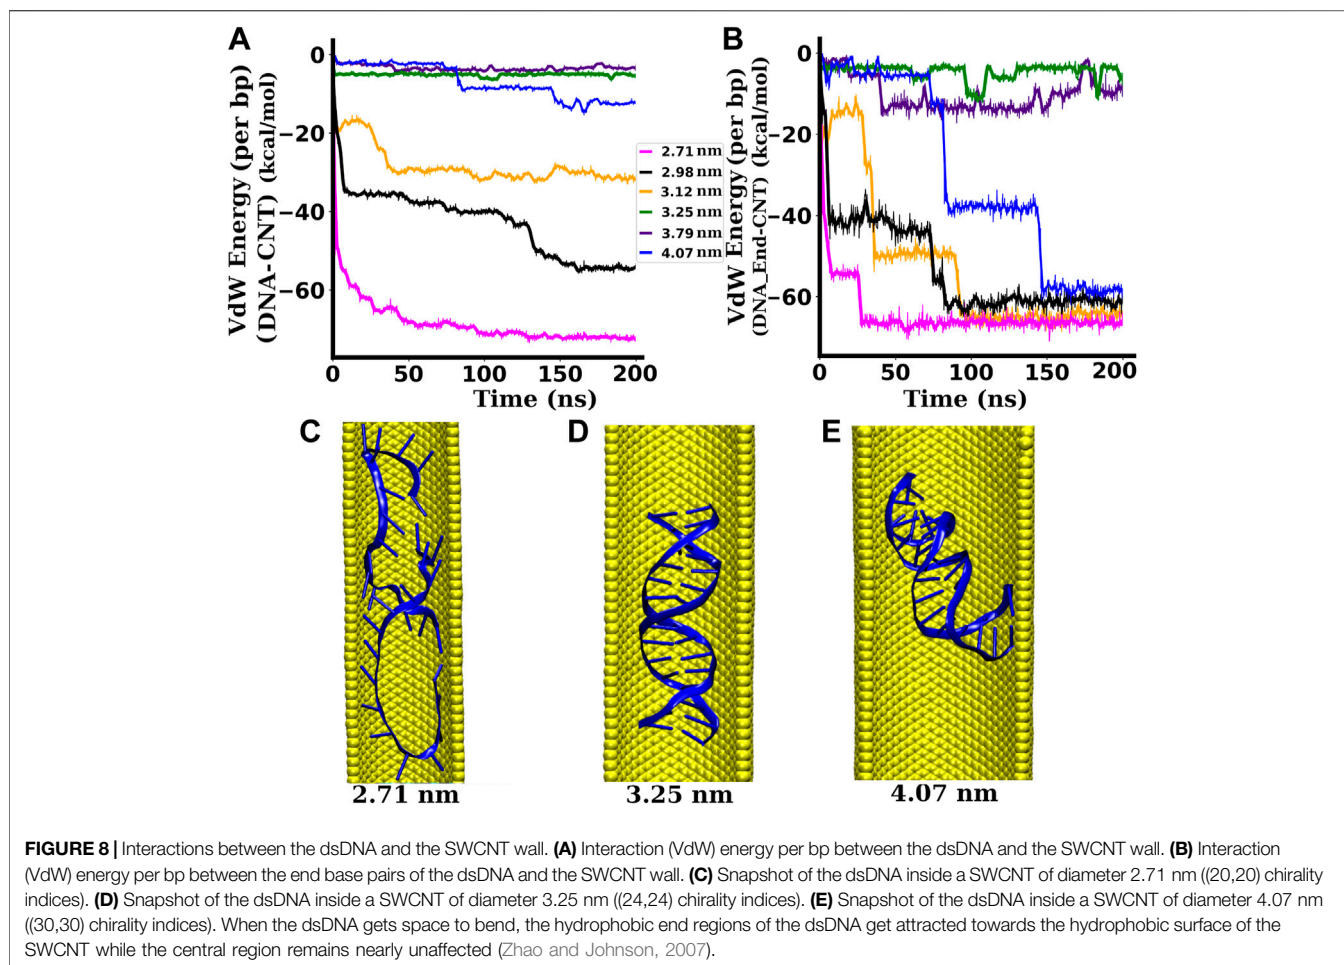 A
VdW Energy (per bp)
(DNA-CNT) (kcal/mol)
0
−20
−40
−60
0 50 100 150 200
Time (ns)
2.71 nm
2.98 nm
3.12 nm
3.25 nm
3.79 nm
4.07 nm
B
VdW Energy (per bp)
(DNA_End-CNT) (kcal/mol)
0
−20
−40
−60
0 50 100 150 200
Time (ns)
C
2.71 nm
D
3.25 nm
E
4.07 nm
FIGURE 8 | Interactions between the dsDNA and the SWCNT wall. (A) Interaction (VdW) energy per bp between the dsDNA and the SWCNT wall. (B) Interaction
(VdW) energy per bp between the end base pairs of the dsDNA and the SWCNT wall. (C) Snapshot of the dsDNA inside a SWCNT of diameter 2.71 nm ((20,20) chirality
indices). (D) Snapshot of the dsDNA inside a SWCNT of diameter 3.25 nm ((24,24) chirality indices). (E) Snapshot of the dsDNA inside a SWCNT of diameter 4.07 nm
((30,30) chirality indices). When the dsDNA gets space to bend, the hydrophobic end regions of the dsDNA get attracted towards the hydrophobic surface of the
SWCNT while the central region remains nearly unaffected (Zhao and Johnson, 2007).